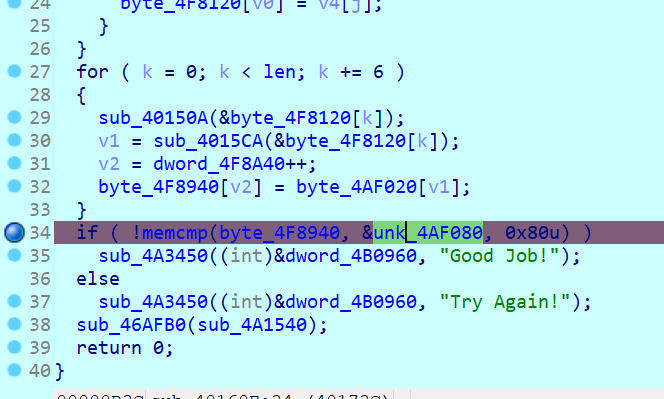 24 byte_4F8120[v0] = v4[j];
25 }
26 }
27 for ( k = 0; k < len; k += 6 )
28 {
29 sub_40150A(&byte_4F8120[k]);
30 v1 = sub_4015CA(&byte_4F8120[k]);
31 v2 = dword_4F8A40++;
32 byte_4F8940[v2] = byte_4AF020[v1];
33 }
34 if ( !memcmp(byte_4F8940, &unk_4AF080, 0x80u) )
35 sub_4A3450((int)&dword_4B0960, "Good Job!");
36 else
37 sub_4A3450((int)&dword_4B0960, "Try Again!");
38 sub_46AFB0(sub_4A1540);
39 return 0;
40 }